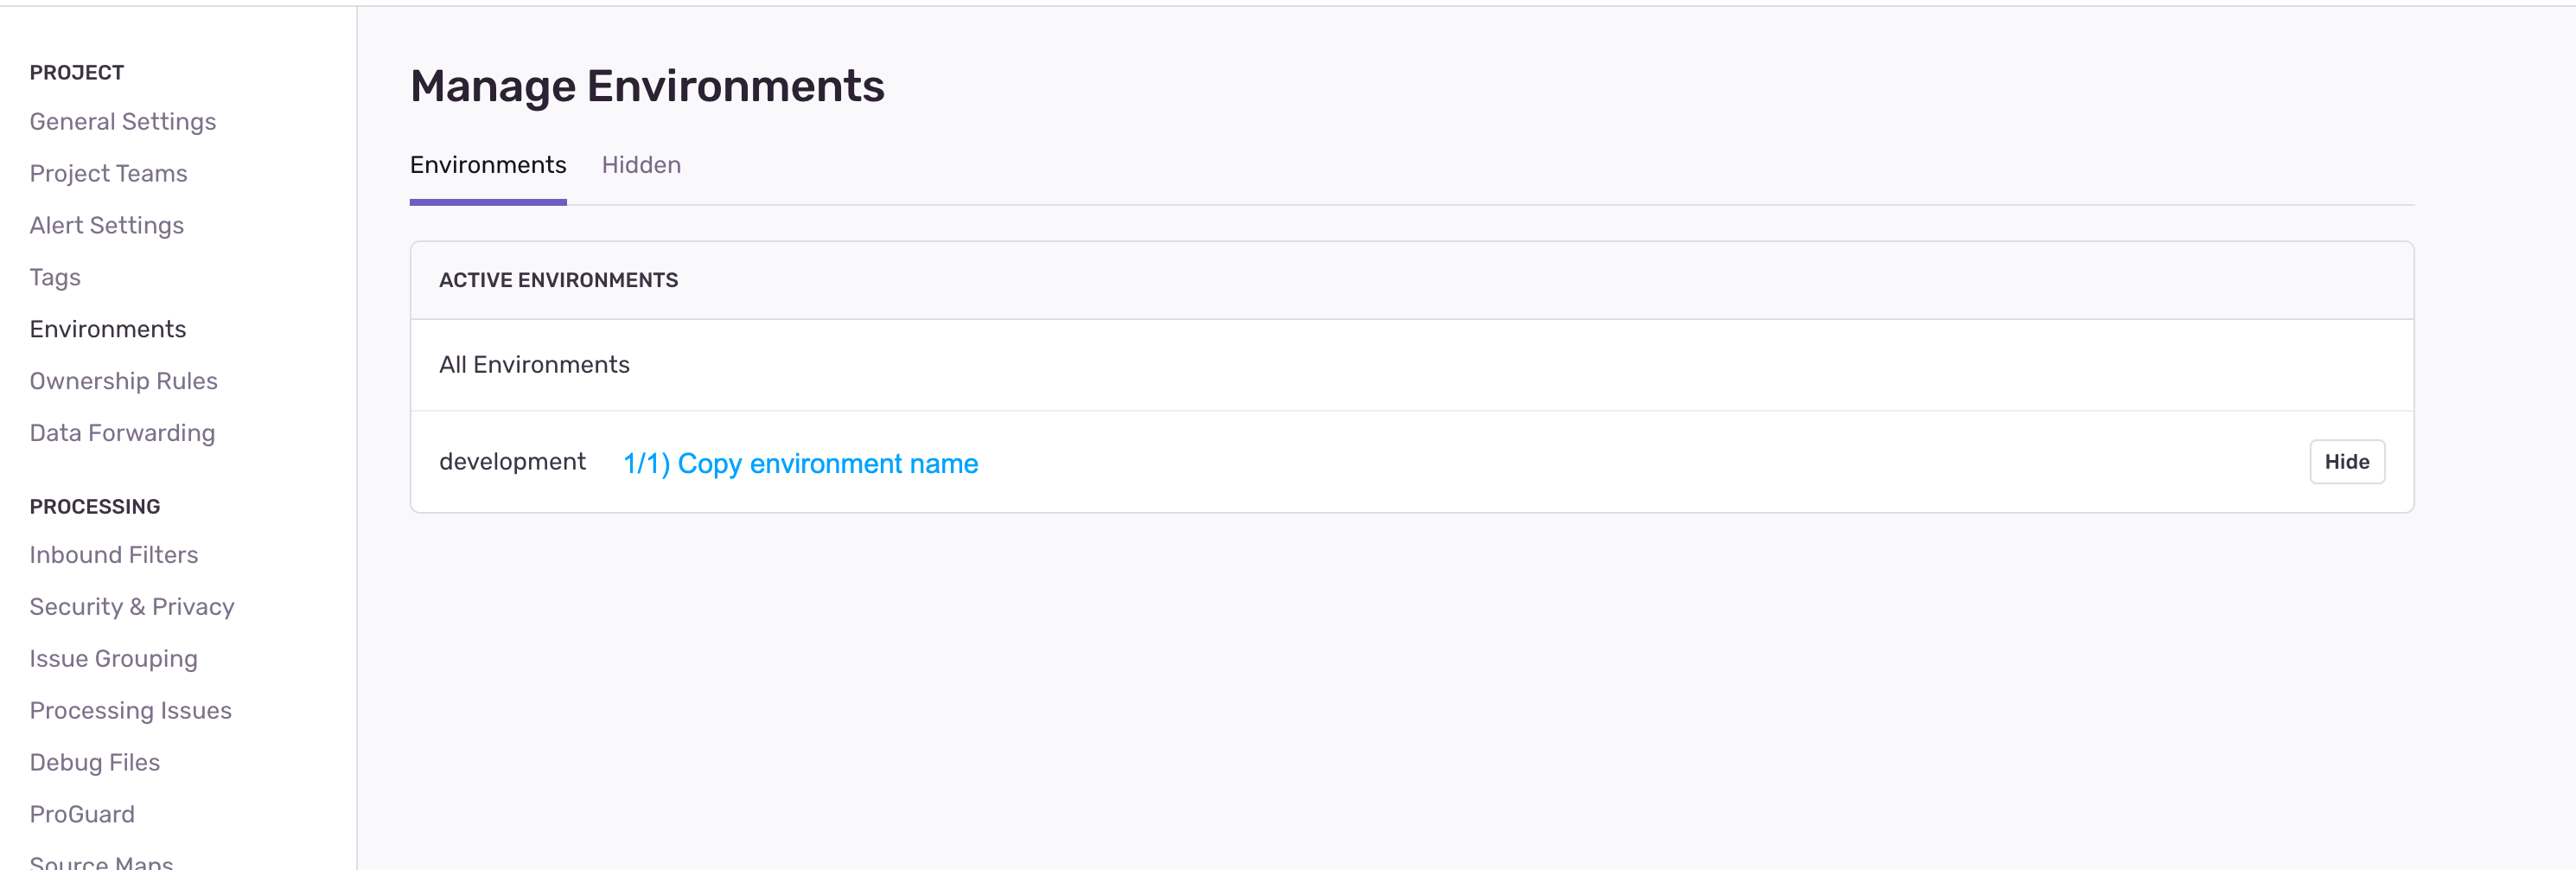 PROJECT
General Settings
Project Teams
Alert Settings
Tags
Environments
Ownership Rules
Data Forwarding
PROCESSING
Inbound Filters
Security & Privacy
Issue Grouping
Processing Issues
Debug Files
ProGuard
Source Maps
Manage Environments
Environments Hidden
ACTIVE ENVIRONMENTS
All Environments
development 1/1) Copy environment name Hide